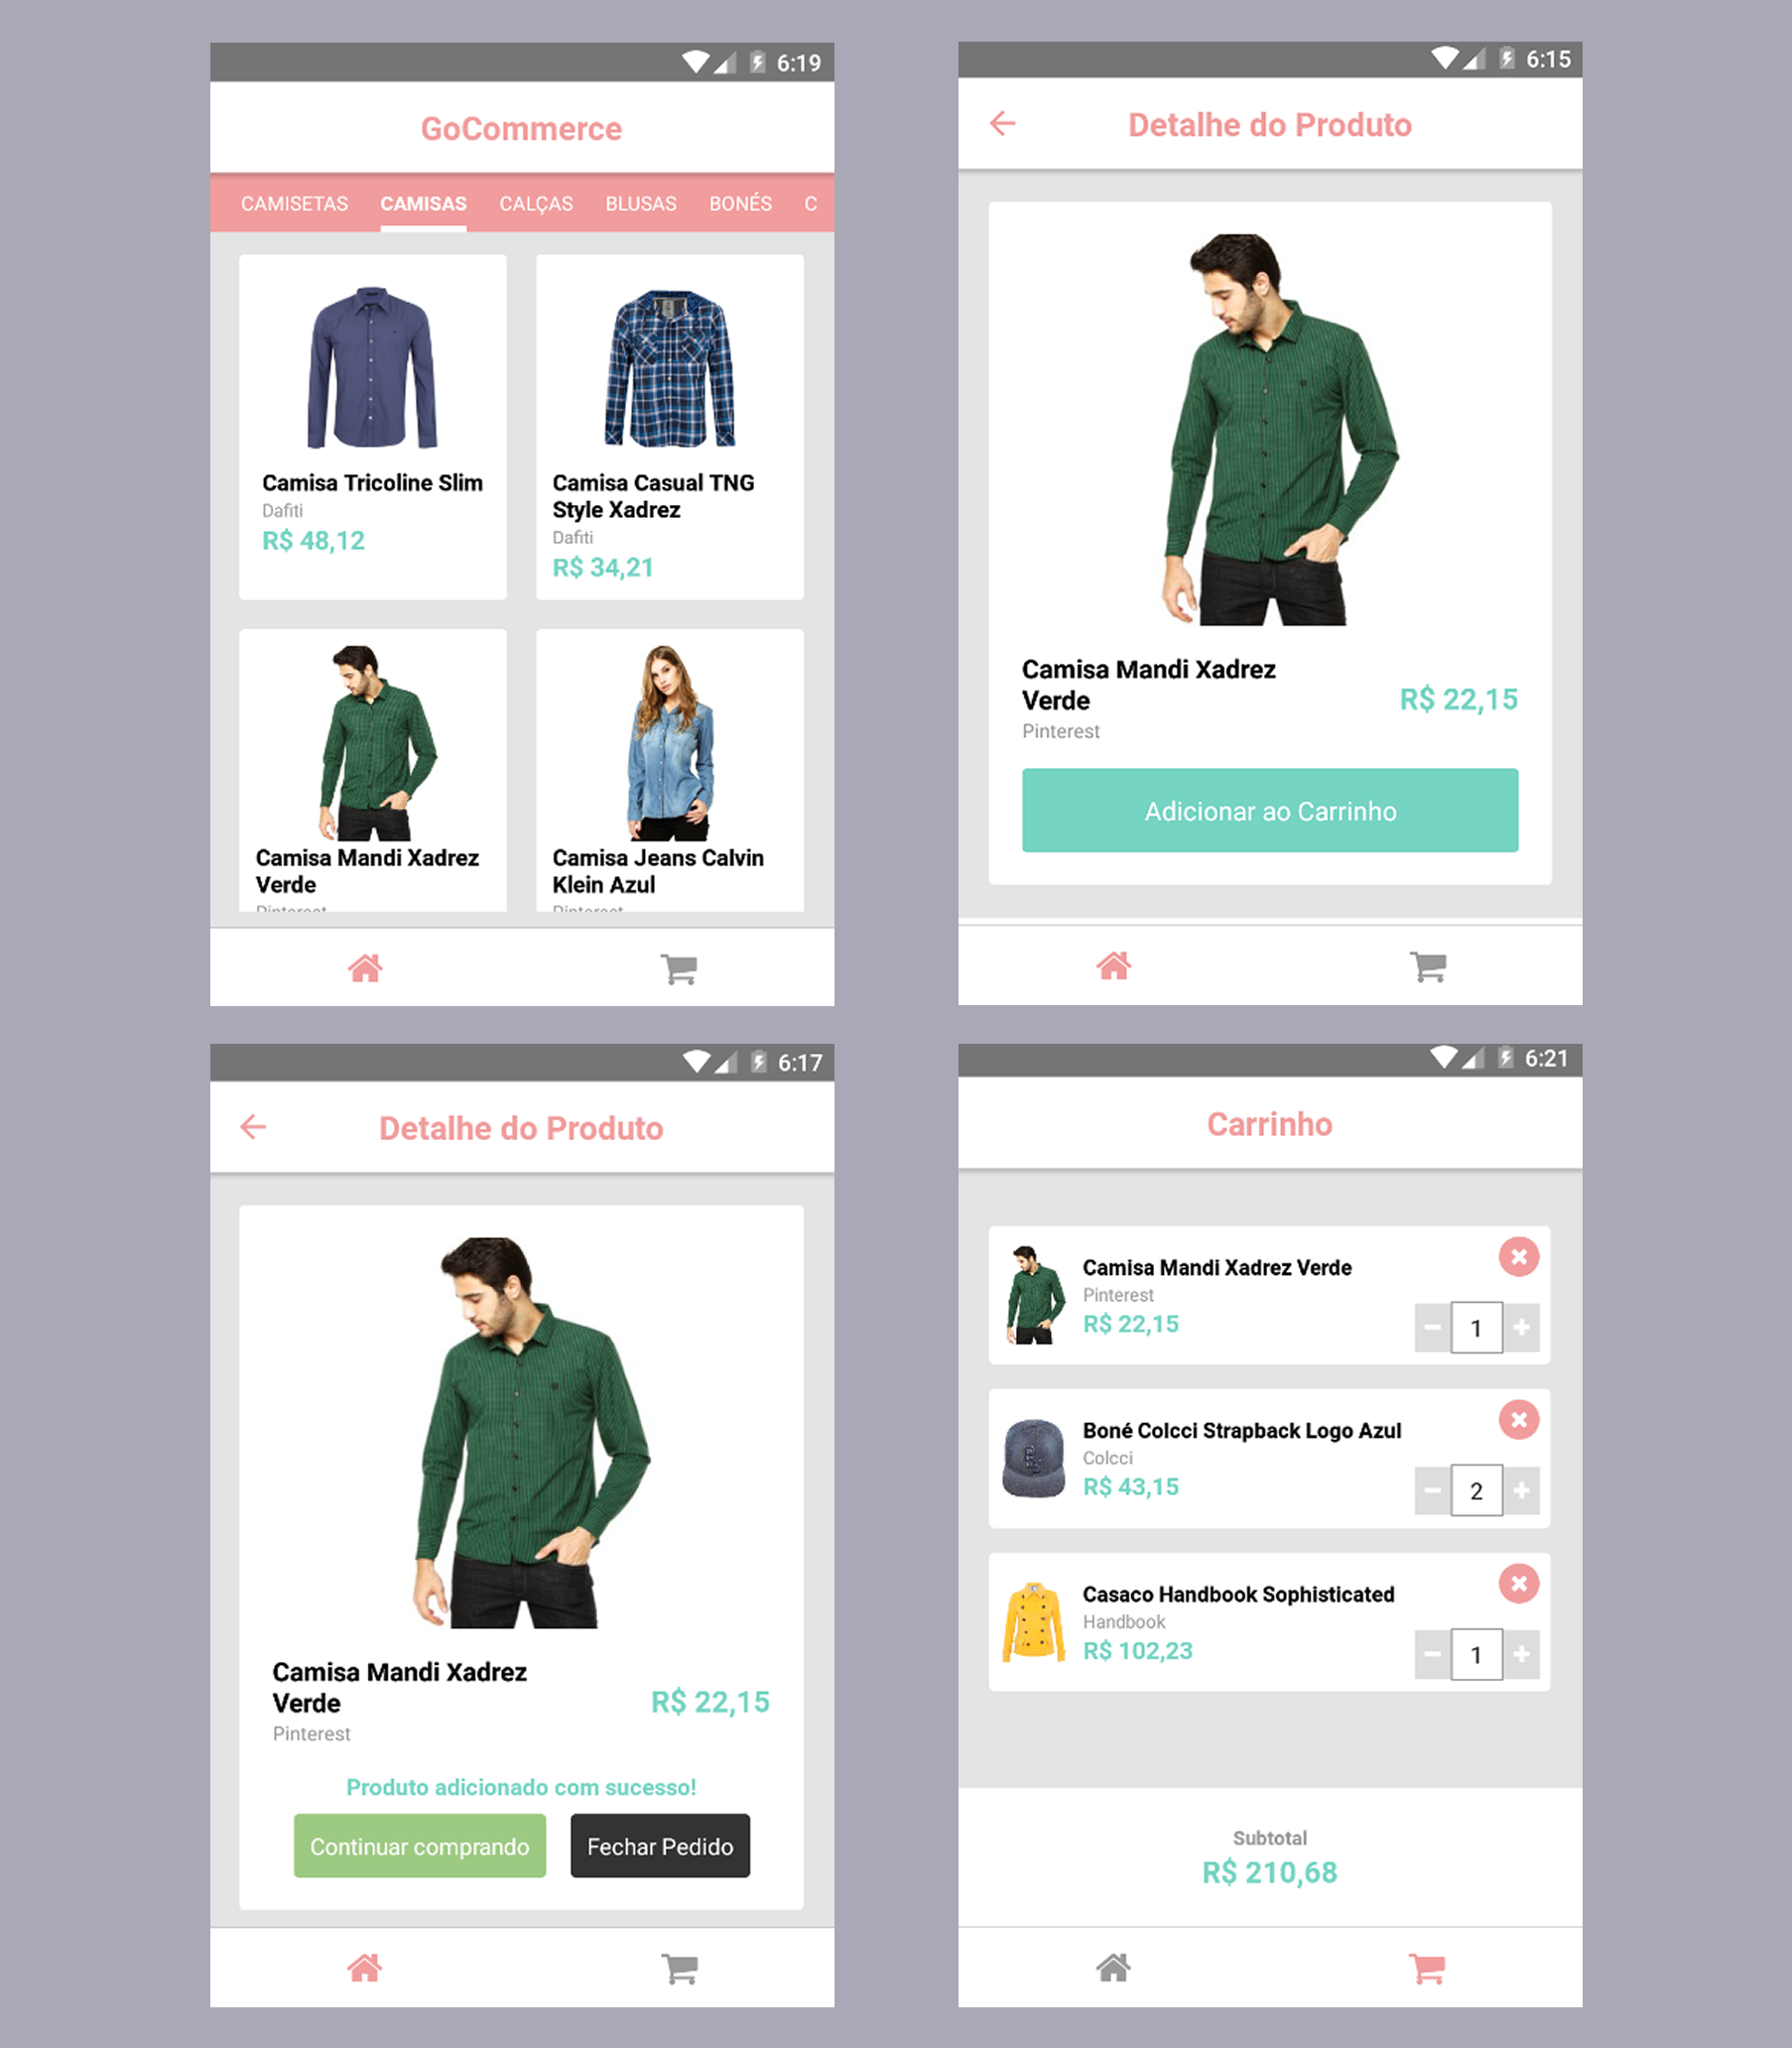 6:19
GoCommerce
CAMISETAS CAMISAS CALÇAS BLUSAS BONÉS C
Camisa Tricoline Slim
Dafiti
R$ 48,12
Camisa Casual TNG
Style Xadrez
Dafiti
R$ 34,21
Camisa Mandi Xadrez
Verde
Pinterest
Camisa Jeans Calvin
Klein Azul
Pinterest
6:15
Detalhe do Produto
Camisa Mandi Xadrez
Verde
Pinterest
R$ 22,15
Adicionar ao Carrinho
6:17
Detalhe do Produto
Camisa Mandi Xadrez
Verde
Pinterest
R$ 22,15
Produto adicionado com sucesso!
Continuar comprando
Fechar Pedido
6:21
Carrinho
Camisa Mandi Xadrez Verde
Pinterest
R$ 22,15
1
Boné Colcci Strapback Logo Azul
Colcci
R$ 43,15
2
Casaco Handbook Sophisticated
Handbook
R$ 102,23
1
Subtotal
R$ 210,68